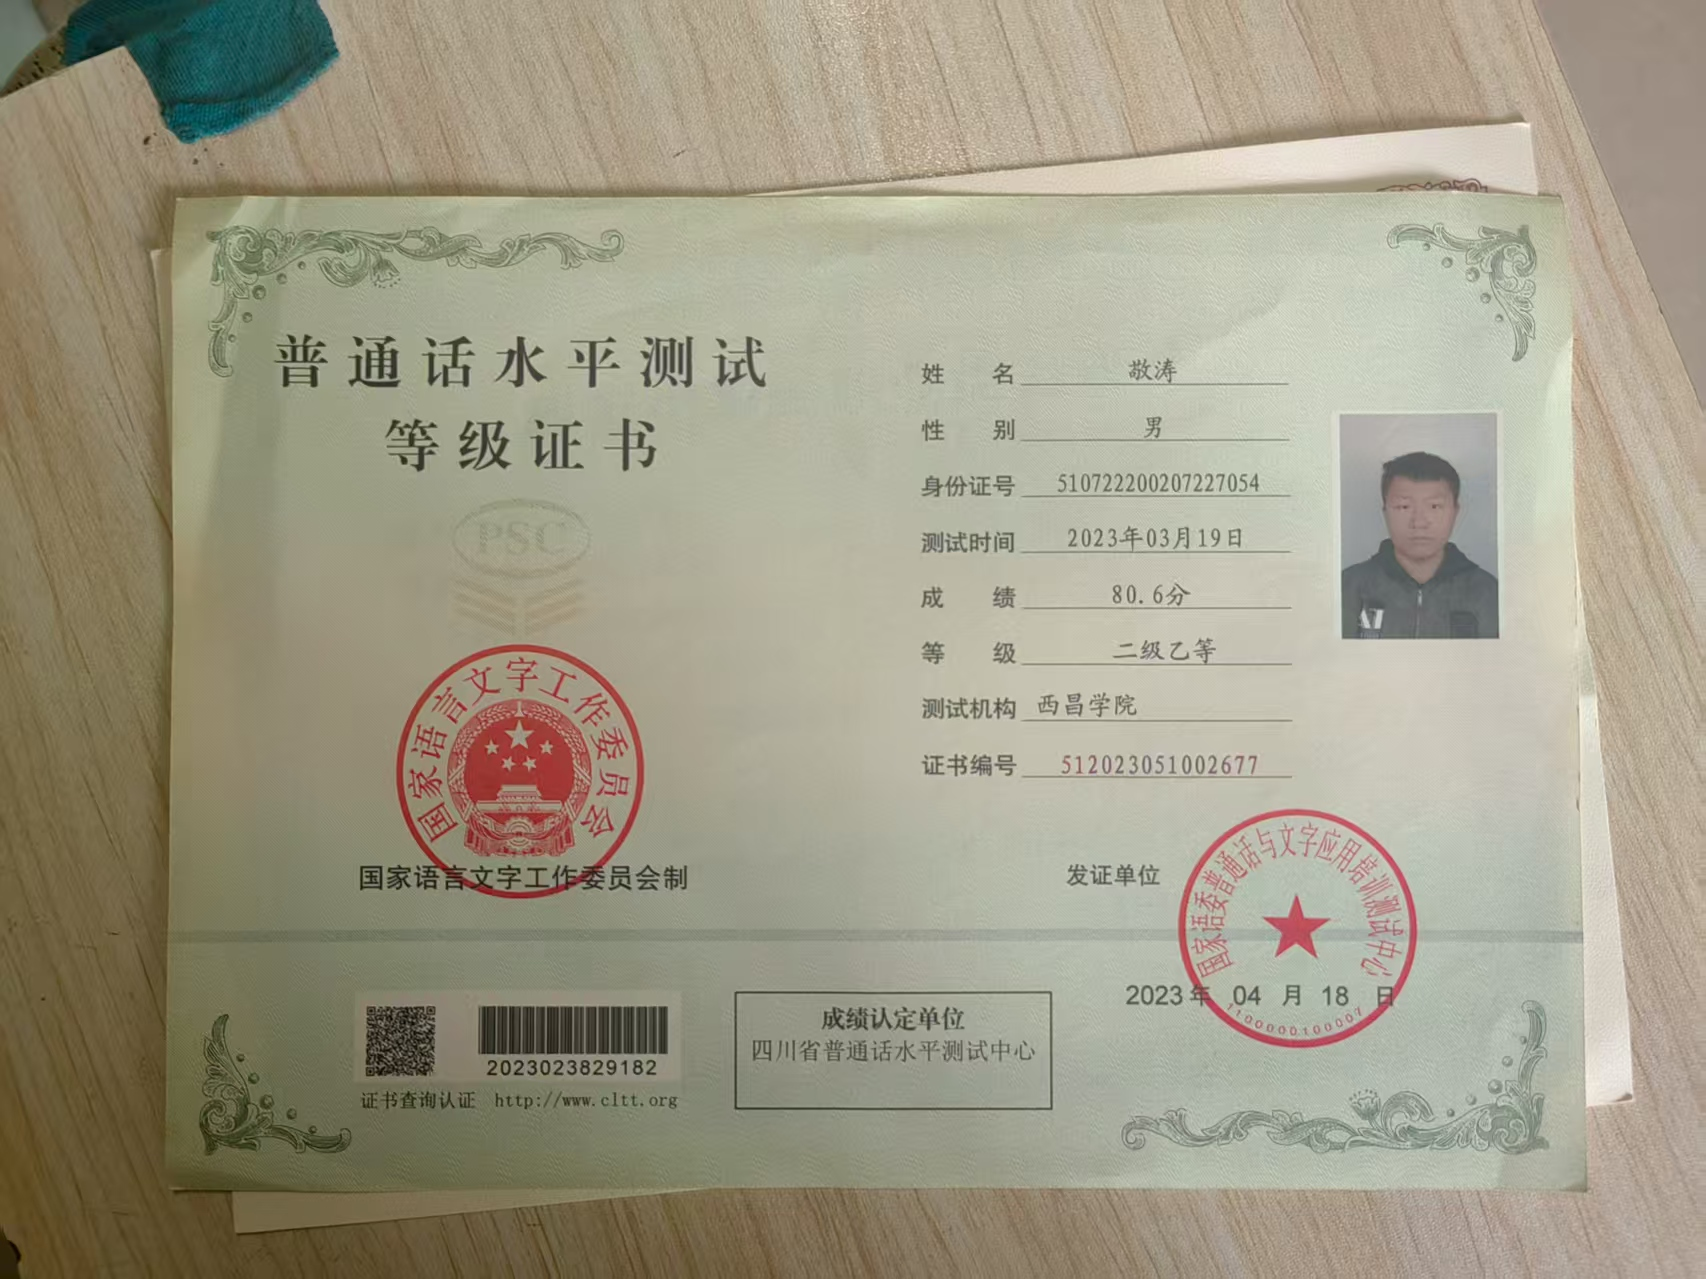 普通话水平测试
等级证书
PSC
国家语言文字工作委员会
国家语言文字工作委员会制
姓名 敬涛
性别 男
身份证号 510722200207227054
测试时间 2023年03月19日
成绩 80.6分
等级 二级乙等
测试机构 西昌学院
证书编号 512023051002677
发证单位
国家语委普通话与文字应用培训测试中心
2023年 04月 18日
1100000100007
2023023829182
证书查询认证 http://www.cltt.org
成绩认定单位
四川省普通话水平测试中心